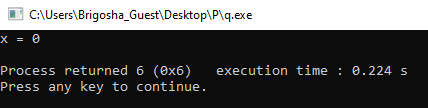 C:\Users\Brigosha_Guest\Desktop\P\q.exe
x = 0
Process returned 6 (0x6)   execution time : 0.224 s
Press any key to continue.